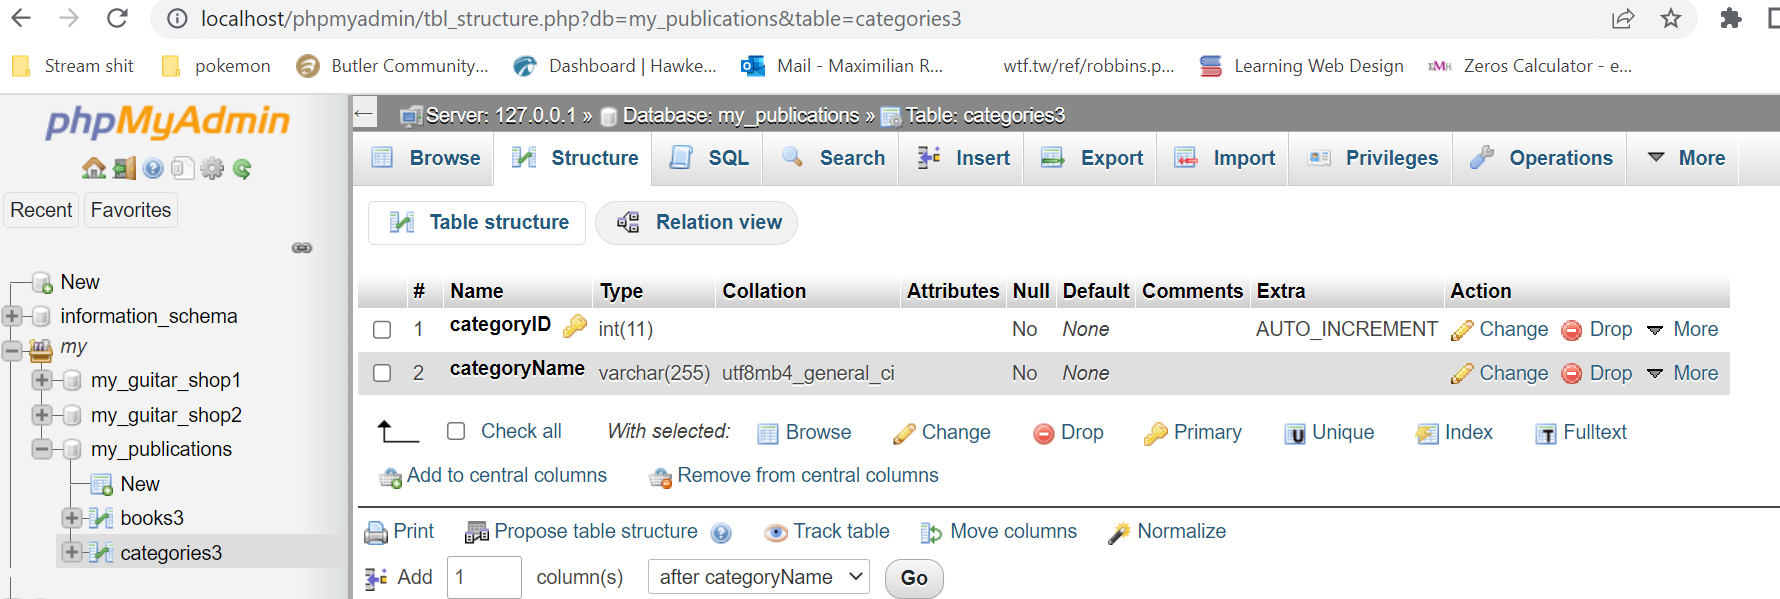 localhost/phpmyadmin/tbl_structure.php?db=my_publications&table=categories3
Stream shit pokemon Butler Community... Dashboard | Hawke... Mail - Maximilian R... wtf.tw/ref/robbins.p... Learning Web Design EMH Zeros Calculator - e...
phpMyAdmin
Recent Favorites
New
information_schema
my
my_guitar_shop1
my_guitar_shop2
my_publications
New
books3
categories3
Server: 127.0.0.1 » Database: my_publications » Table: categories3
Browse Structure SQL Search Insert Export Import Privileges Operations More
Table structure Relation view
# Name Type Collation Attributes Null Default Comments Extra Action
1 categoryID int(11) No None AUTO_INCREMENT Change Drop More
2 categoryName varchar(255) utf8mb4_general_ci No None Change Drop More
Check all With selected: Browse Change Drop Primary Unique Index Fulltext
Add to central columns Remove from central columns
Print Propose table structure Track table Move columns Normalize
Add 1 column(s) after categoryName Go